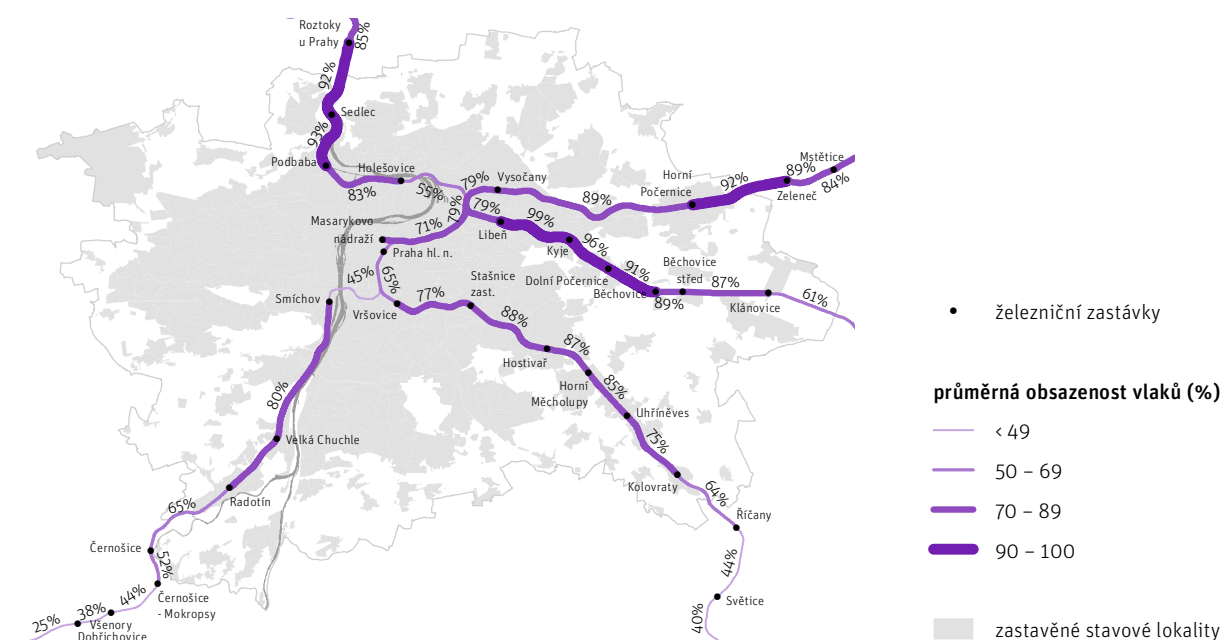 Roztoky
u Prahy
85%
92%
Sedlec
93%
Podbaba
Holešovice
83%
55%
79%
Vysočany
79%
79%
89%
Horní
Počernice
92%
89%
Mstětice
84%
Zeleneč
Masarykovo
nádraží
71%
Praha hl. n.
Libeň
99%
Kyje
96%
Dolní Počernice
91%
Běchovice
Běchovice
střed
89%
87%
Klánovice
61%
45%
65%
Smíchov
Vršovice
77%
Stašnice
zast.
88%
Hostivař
87%
Horní
Měcholupy
85%
Uhříněves
75%
Kolovraty
64%
Říčany
44%
Světice
40%
80%
Velká Chuchle
Radotín
65%
Černošice
52%
Černošice
- Mokropsy
44%
38%
Všenory
Dobřichovice
25%
železniční zastávky
průměrná obsazenost vlaků (%)
< 49
50 – 69
70 – 89
90 – 100
zastavěné stavové lokality